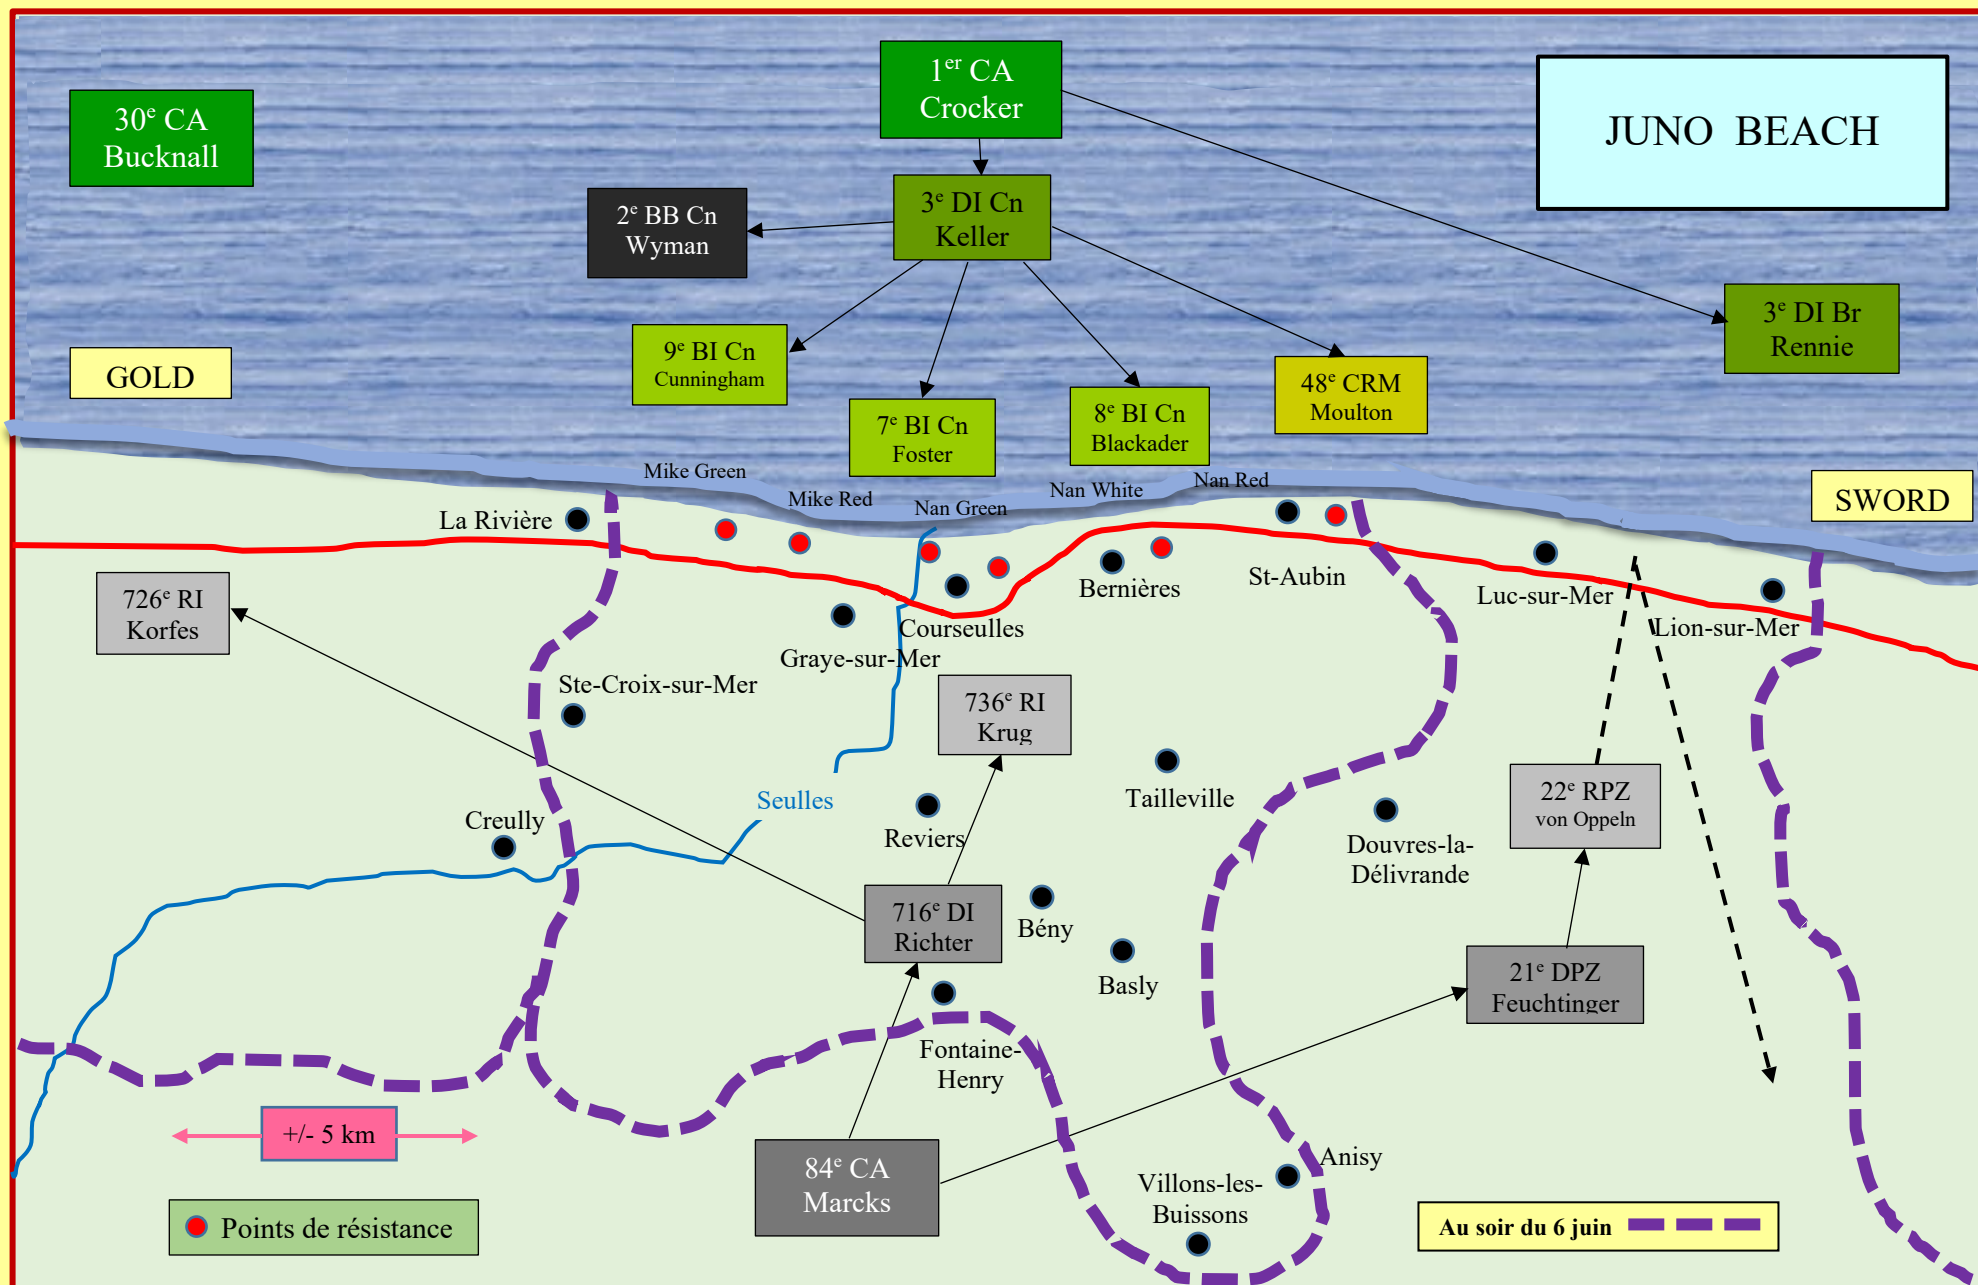 1er CA
Crocker
JUNO BEACH
30e CA
Bucknall
2e BB Cn
Wyman
3e DI Cn
Keller
3e DI Br
Rennie
9e BI Cn
Cunningham
GOLD
48e CRM
Moulton
7e BI Cn
Foster
8e BI Cn
Blackader
Mike Green
Mike Red
Nan Green
Nan White
Nan Red
SWORD
La Rivière
Bernières
St-Aubin
Luc-sur-Mer
Lion-sur-Mer
726e RI
Korfes
Courseulles
Graye-sur-Mer
Ste-Croix-sur-Mer
736e RI
Krug
Seulles
Tailleville
22e RPZ
von Oppeln
Creully
Reviers
Douvres-la-
Délivrande
716e DI
Richter
Bény
Basly
21e DPZ
Feuchtinger
Fontaine-
Henry
+/- 5 km
84e CA
Marcks
Anisy
Villons-les-
Buissons
Points de résistance
Au soir du 6 juin